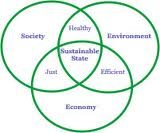 Society
Healthy
Environment
Sustainable
State
Just
Efficient
Economy